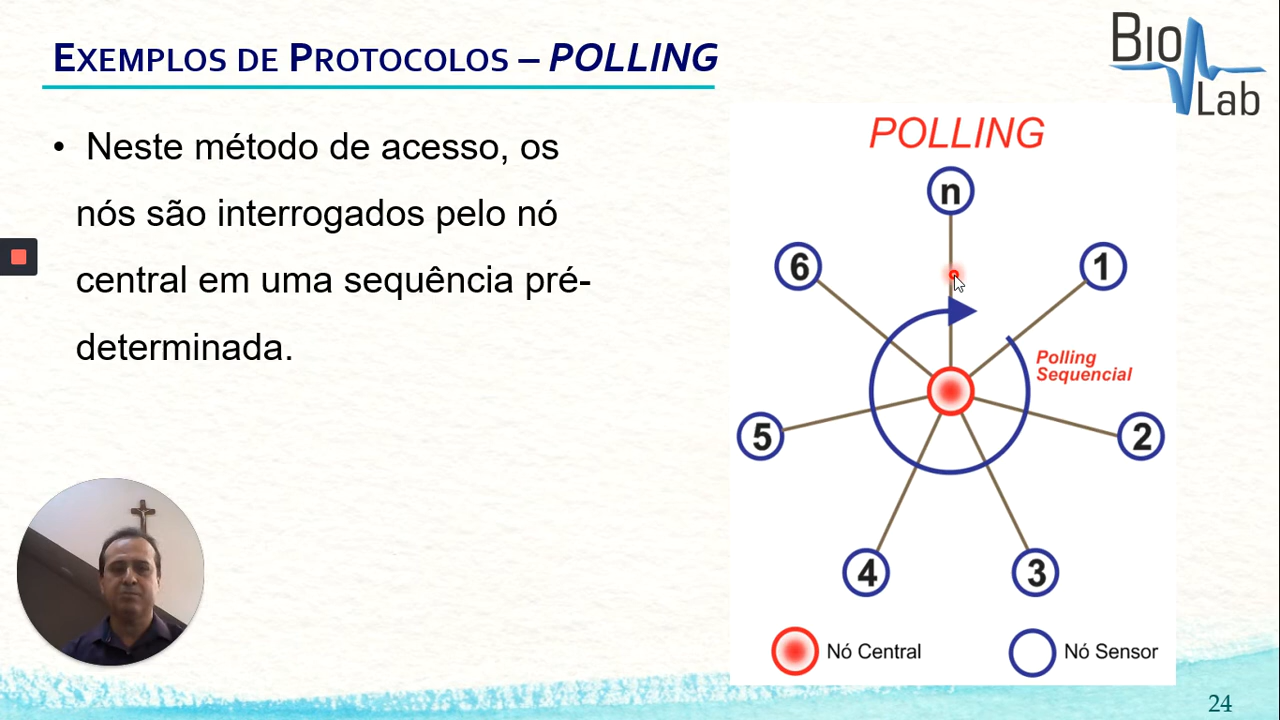 EXEMPLOS DE PROTOCOLOS – POLLING
Bio
Lab
• Neste método de acesso, os
nós são interrogados pelo nó
central em uma sequência pré-
determinada.
POLLING
n
6
1
Polling
Sequencial
5
2
4
3
Nó Central
Nó Sensor
24